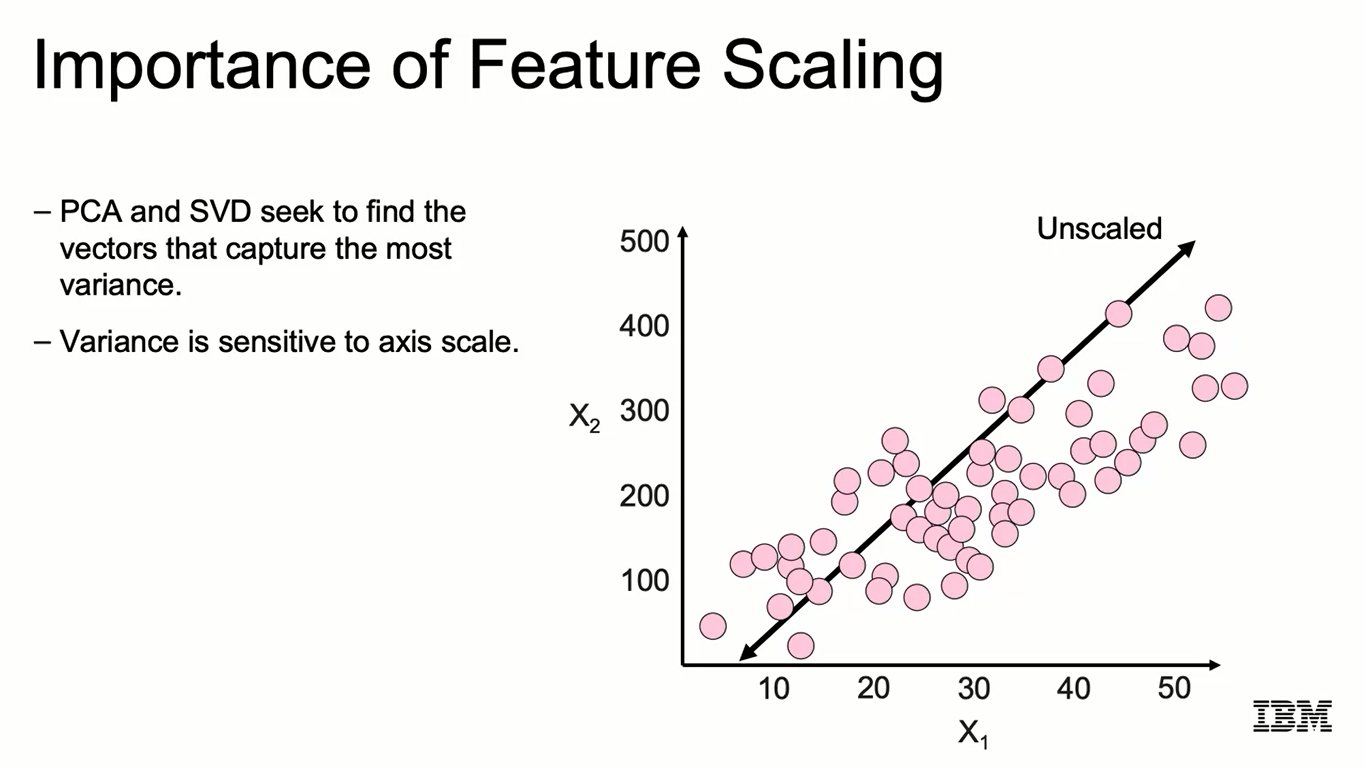 Importance of Feature Scaling
– PCA and SVD seek to find the
vectors that capture the most
variance.
– Variance is sensitive to axis scale.
Unscaled
500
400
X₂
300
200
100
10 20 30 40 50
X₁
IBM